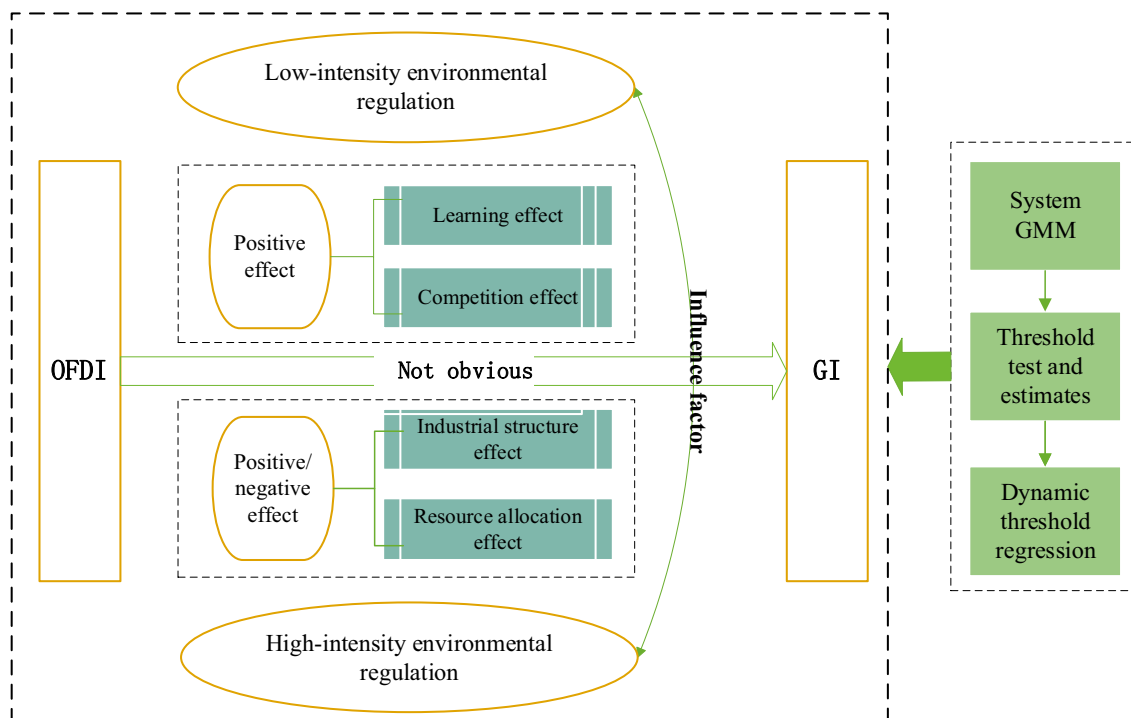 Low-intensity environmental
regulation
OFDI
Positive
effect
Learning effect
Competition effect
Not obvious
Influence factor
Positive/
negative
effect
Industrial structure
effect
Resource allocation
effect
High-intensity environmental
regulation
GI
System
GMM
Threshold
test and
estimates
Dynamic
threshold
regression